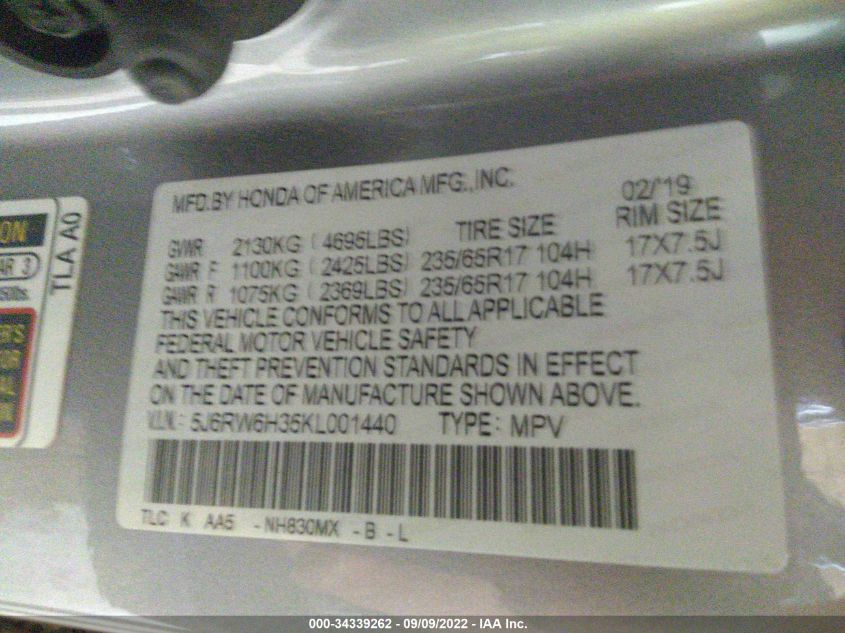 MFD.BY HONDA OF AMERICA MFG.,INC. 02/'19
TIRE SIZE RIM SIZE
GVWR 2130KG ( 4695LBS)
GAWR F 1100KG ( 2425LBS) 235/65R17 104H 17X7.5J
GAWR R 1075KG ( 2369LBS) 235/65R17 104H 17X7.5J
THIS VEHICLE CONFORMS TO ALL APPLICABLE
FEDERAL MOTOR VEHICLE SAFETY
AND THEFT PREVENTION STANDARDS IN EFFECT
ON THE DATE OF MANUFACTURE SHOWN ABOVE.
V.I.N.: 5J6RW6H35KL001440 TYPE: MPV
TLC K AA5 -NH830MX -B -L
TLA A0
000-34339262 - 09/09/2022 - IAA Inc.